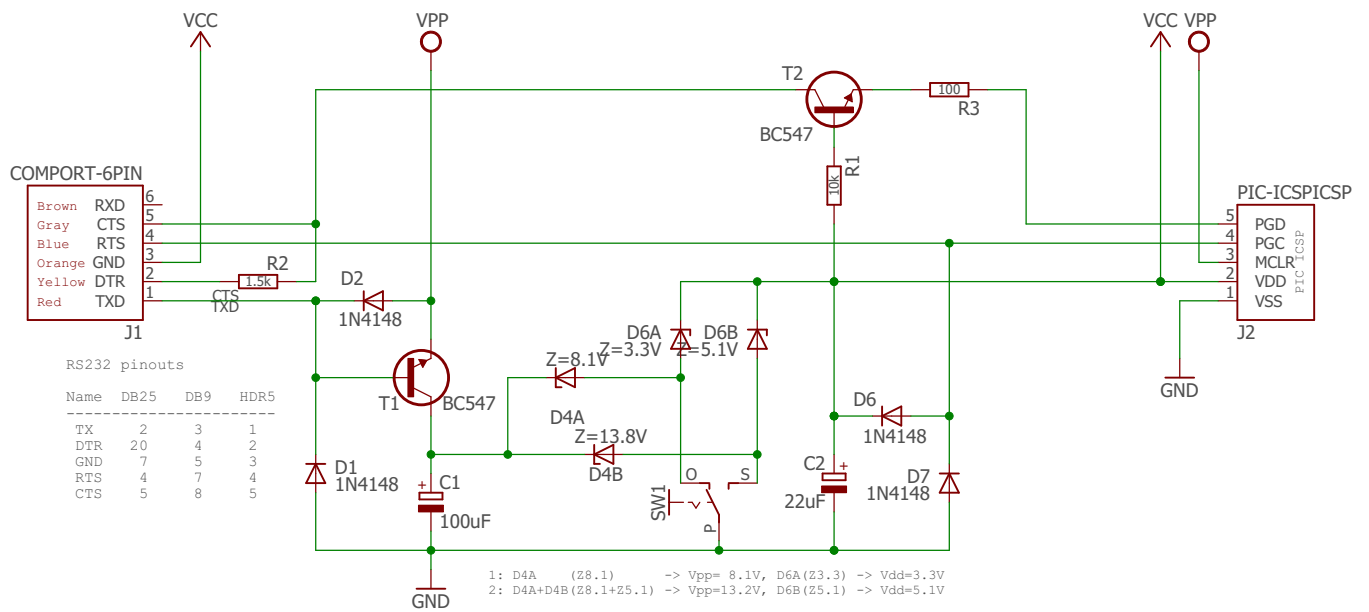 VCC
VPP
VCC
VPP
T2
BC547
100
R3
R1
10k
COMPORT-6PIN
Brown RXD 6
Gray CTS 5
Blue RTS 4
Orange GND 3
Yellow DTR 2
Red TXD 1
J1
R2
1.5k
CTS
TXD
D2
1N4148
PIC-ICSPICSP
5 PGD
4 PGC
3 MCLR
2 VDD
1 VSS
PIC ICSP
J2
GND
D6A
Z=3.3V
D6B
Z=5.1V
Z=8.1V
D4A
Z=13.8V
D4B
T1
BC547
RS232 pinouts
Name DB25 DB9 HDR5
----------------------
TX 2 3 1
DTR 20 4 2
GND 7 5 3
RTS 4 7 4
CTS 5 8 5
D1
1N4148
+ C1
100uF
SW1
O
S
P
D6
1N4148
C2 +
22uF
D7
1N4148
GND
1: D4A (Z8.1) -> Vpp= 8.1V, D6A(Z3.3) -> Vdd=3.3V
2: D4A+D4B(Z8.1+Z5.1) -> Vpp=13.2V, D6B(Z5.1) -> Vdd=5.1V